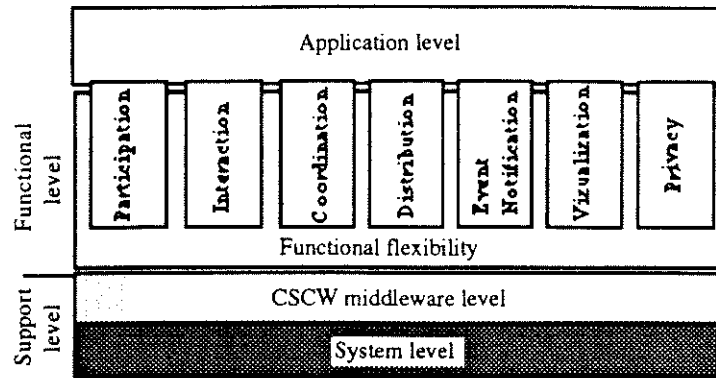 Application level
Functional level
Participation
Interaction
Coordination
Distribution
Event Notification
Vizualization
Privacy
Functional flexibility
Support level
CSCW middleware level
System level